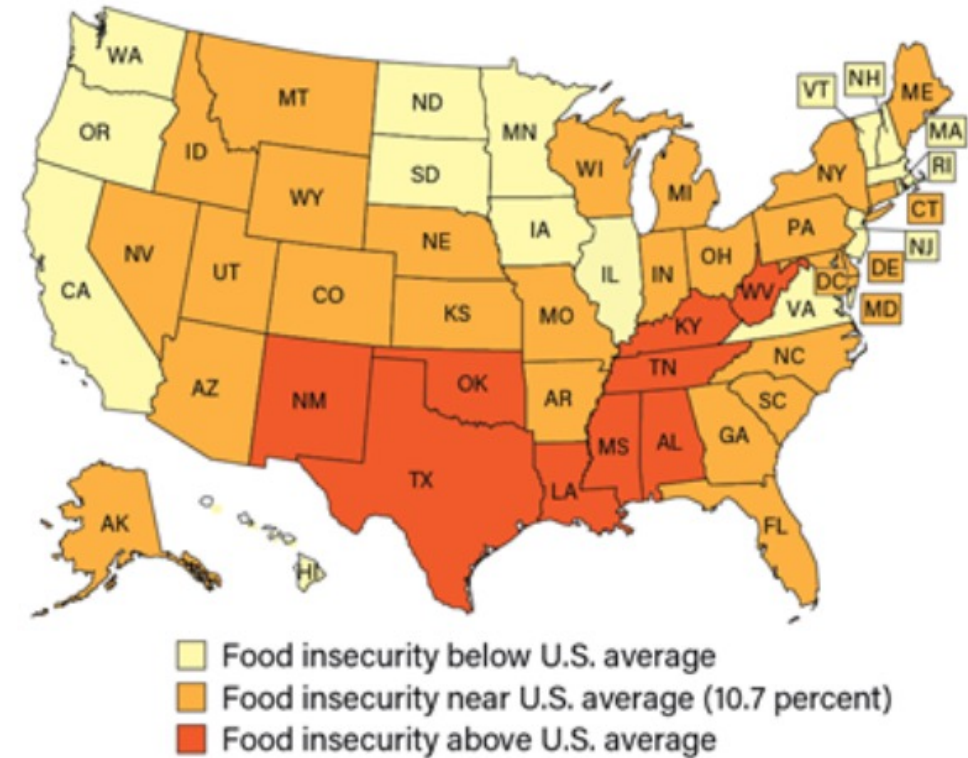 WA
MT
ND
MN
VT
NH
ME
OR
ID
SD
WI
MI
NY
MA
RI
WY
IA
CT
NV
UT
NE
IL
IN
OH
PA
NJ
CA
CO
KS
MO
WV
DC
DE
VA
MD
KY
AZ
NM
OK
AR
TN
NC
SC
MS
AL
GA
TX
LA
AK
FL
HI
Food insecurity below U.S. average
Food insecurity near U.S. average (10.7 percent)
Food insecurity above U.S. average